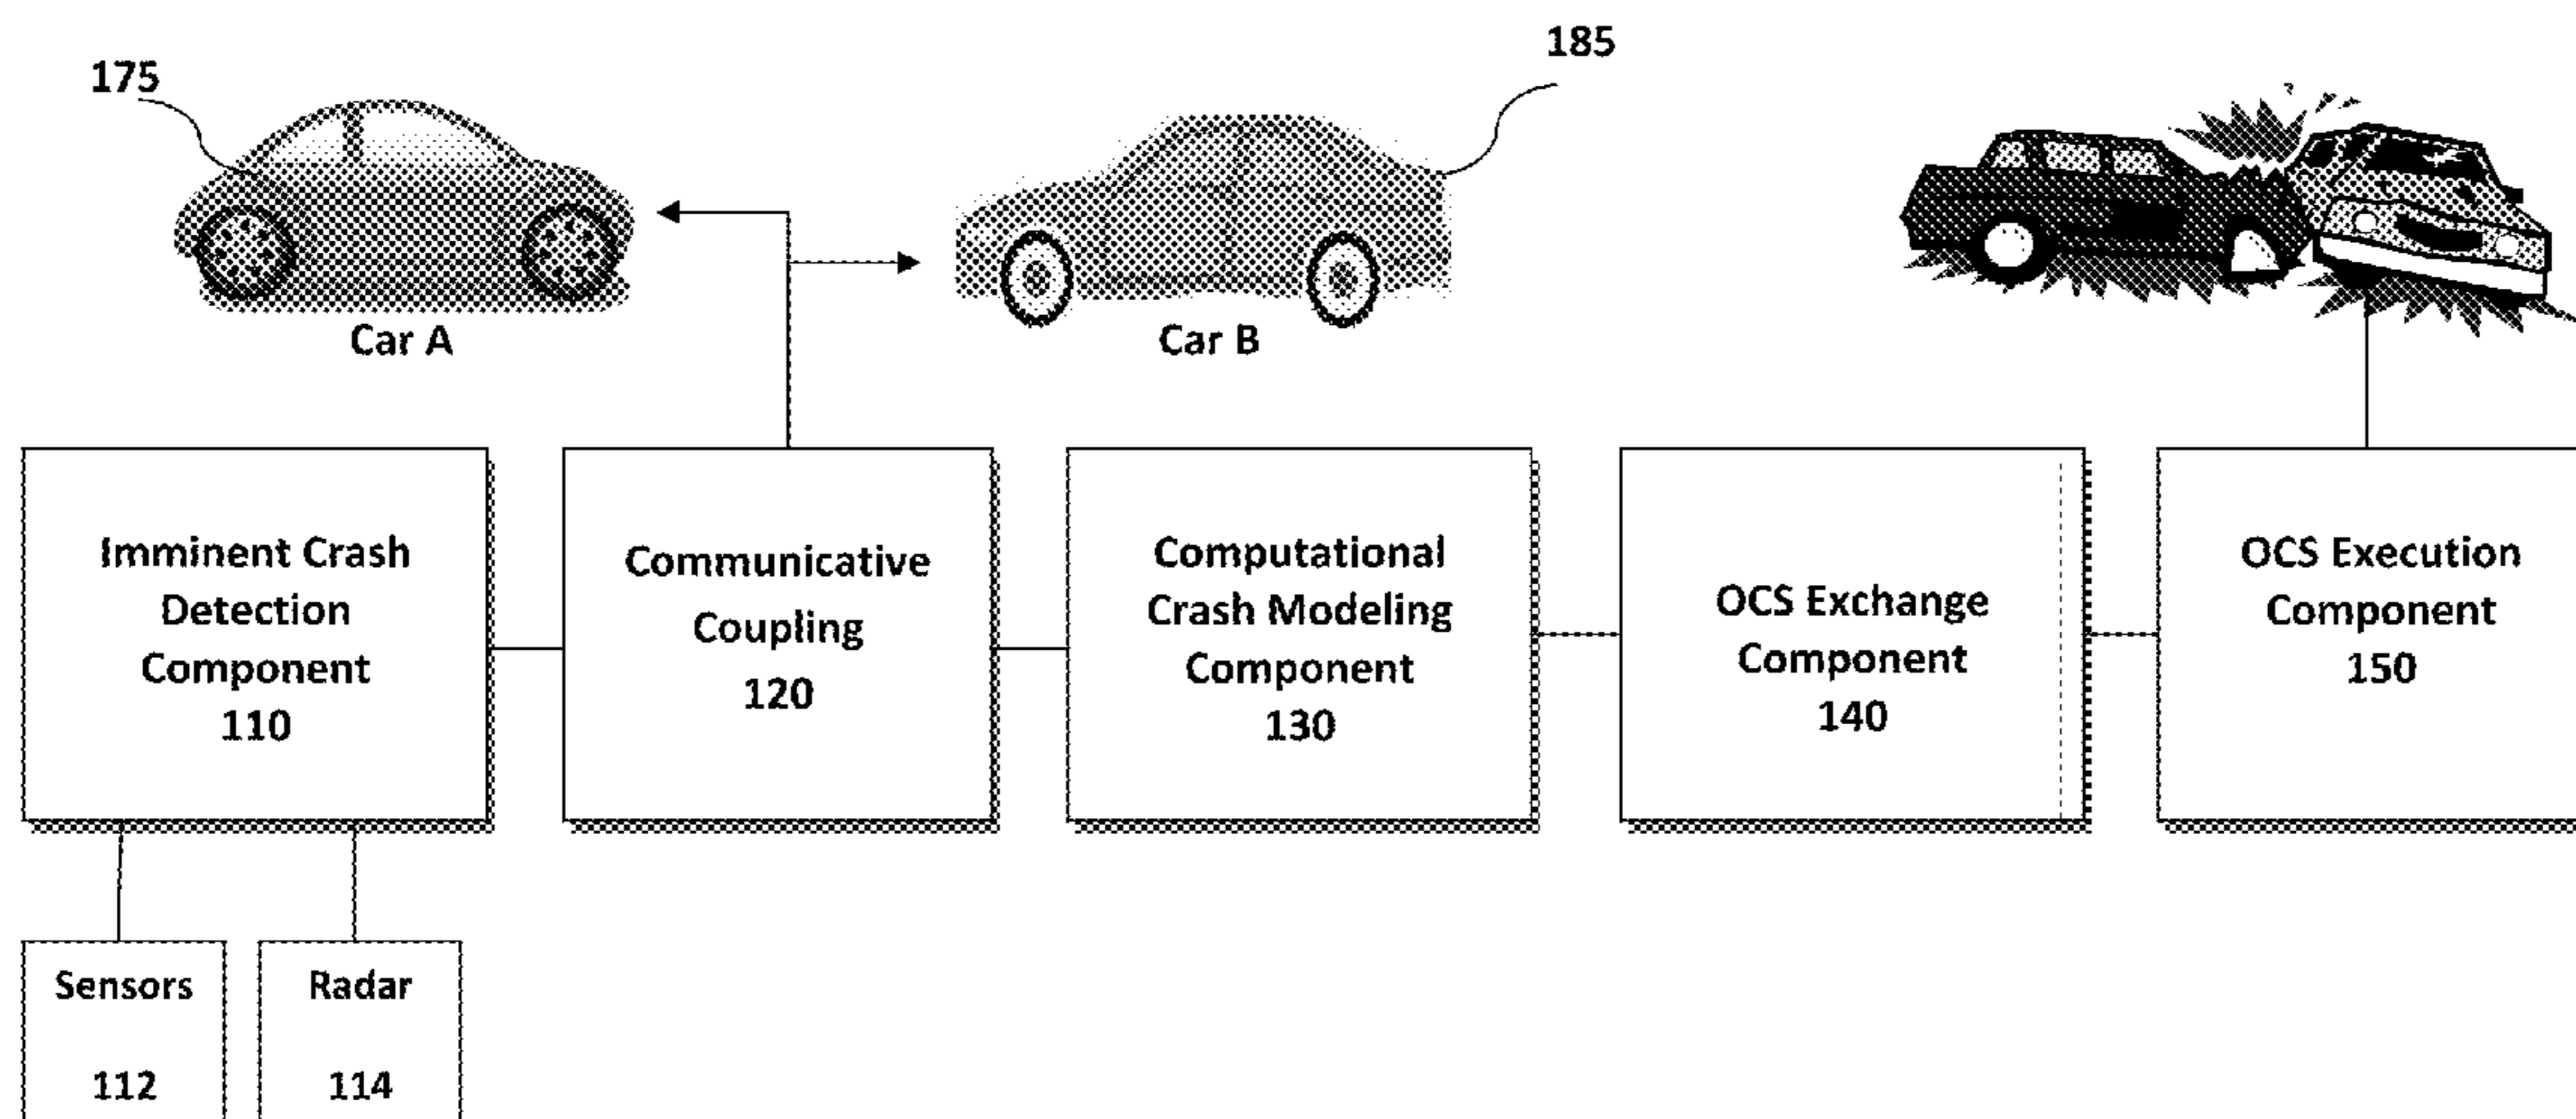 185
175
Car A
Car B
Imminent Crash
Detection
Component
110
Communicative
Coupling
120
Computational
Crash Modeling
Component
130
OCS Exchange
Component
140
OCS Execution
Component
150
Sensors
112
Radar
114